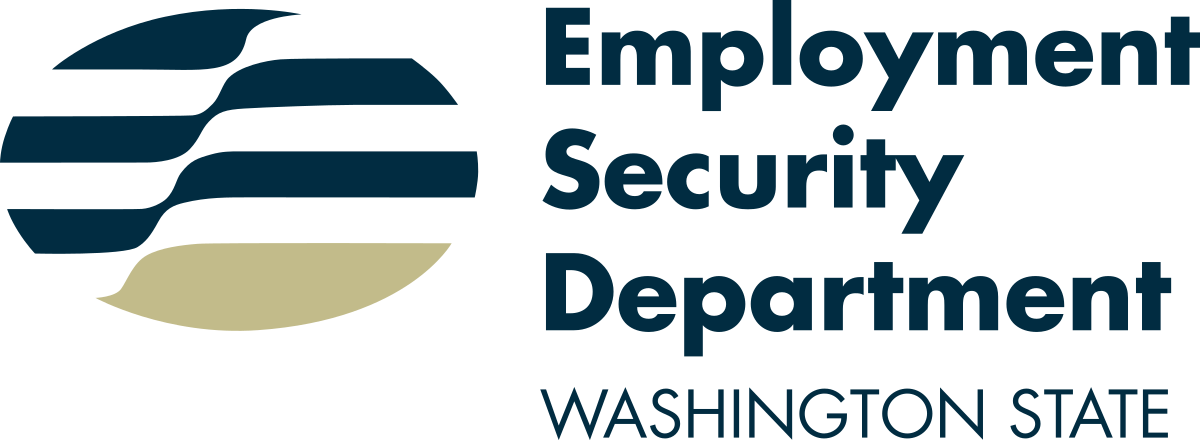 Employment
Security
Department
WASHINGTON STATE